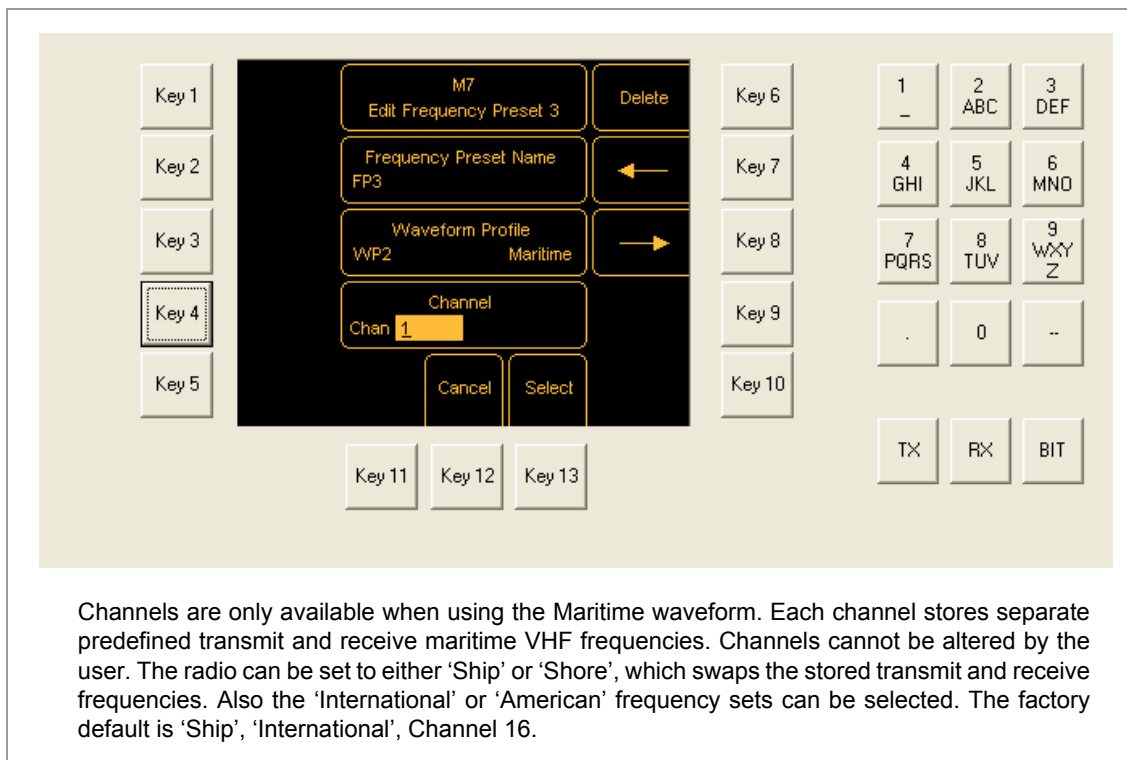 Key 1
M7
Edit Frequency Preset 3
Delete
Key 6
1
_
2
ABC
3
DEF
Key 2
Frequency Preset Name
FP3
Key 7
4
GHI
5
JKL
6
MNO
Key 3
Waveform Profile
WP2 Maritime
Key 8
7
PQRS
8
TUV
9
WXY
Z
Key 4
Channel
Chan 1
Key 9
.
0
--
Key 5
Cancel
Select
Key 10
TX
RX
BIT
Key 11
Key 12
Key 13
Channels are only available when using the Maritime waveform. Each channel stores separate
predefined transmit and receive maritime VHF frequencies. Channels cannot be altered by the
user. The radio can be set to either ‘Ship’ or ‘Shore’, which swaps the stored transmit and receive
frequencies. Also the ‘International’ or ‘American’ frequency sets can be selected. The factory
default is ‘Ship’, ‘International’, Channel 16.